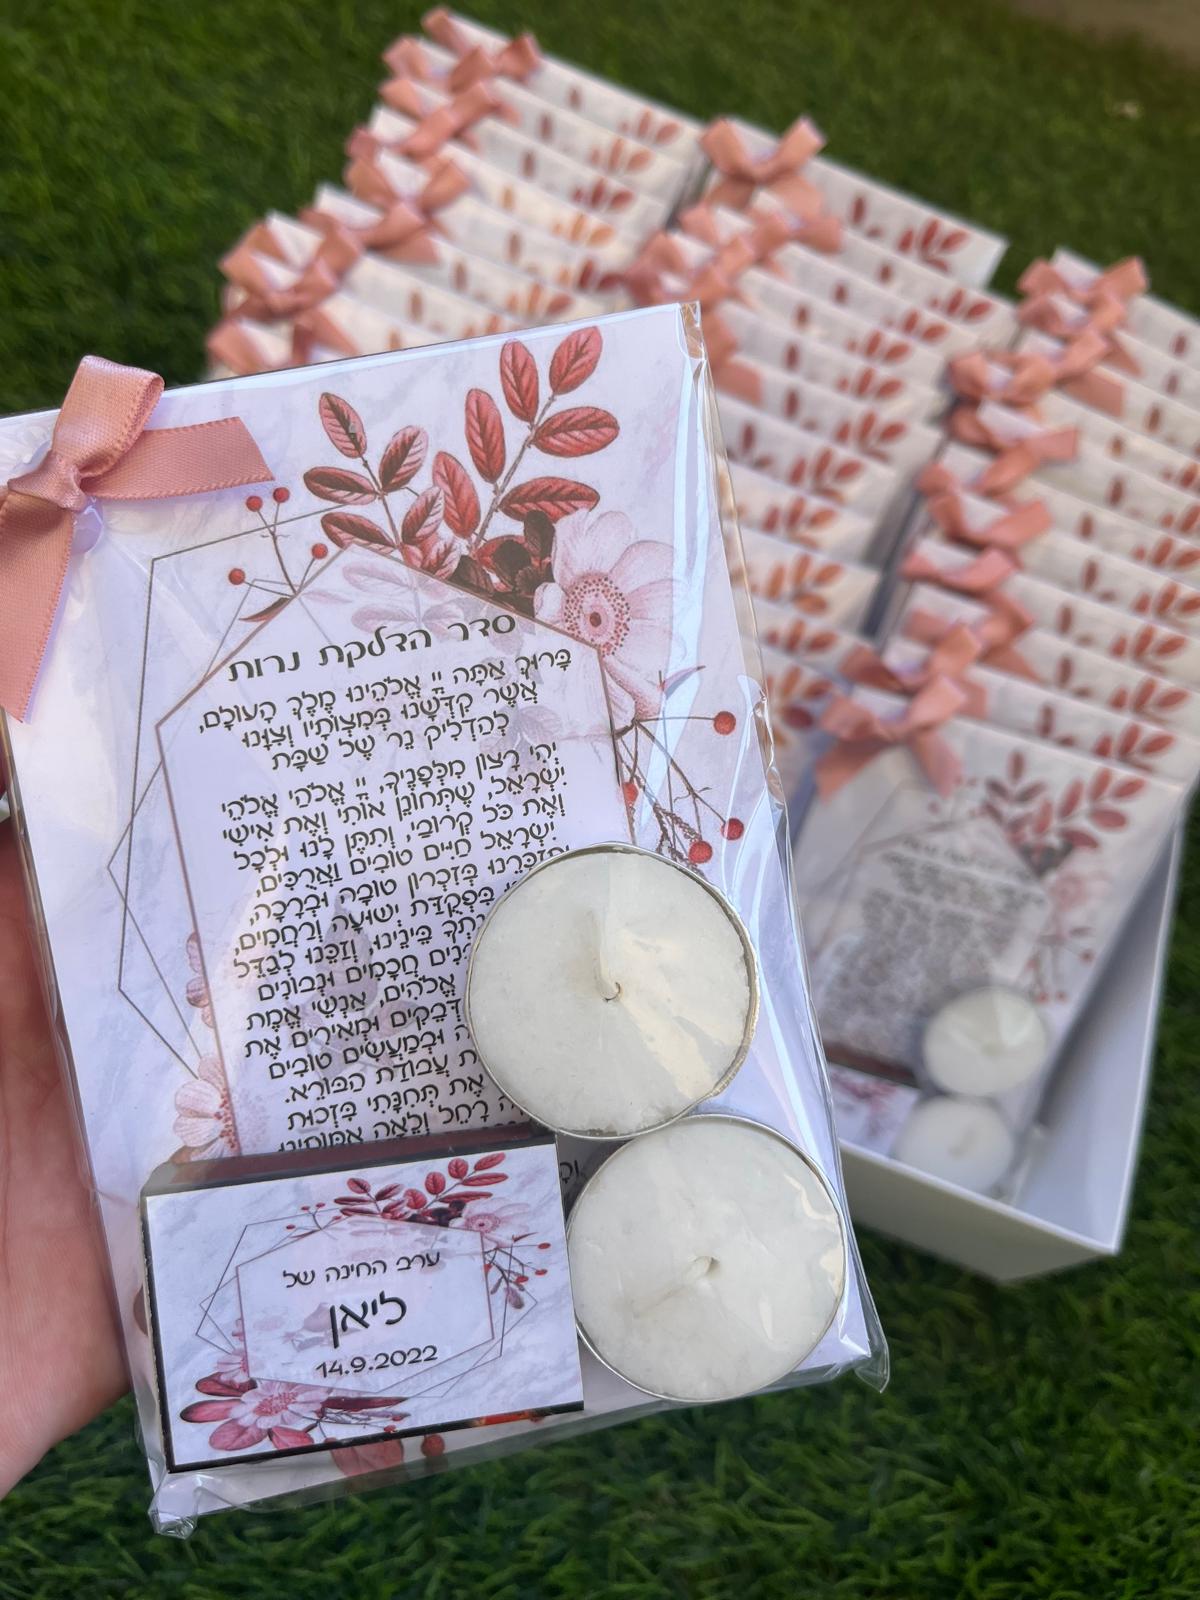 סדר הדלקת נרות
בָּרוּךְ אַתָּה יְיָ אֱלֹהֵינוּ מֶלֶךְ הָעוֹלָם,
אֲשֶׁר קִדְּשָׁנוּ בְּמִצְוֹתָיו וְצִוָּנוּ
לְהַדְלִיק נֵר שֶׁל שַׁבָּת
יְהִי רָצוֹן מִלְּפָנֶיךָ, יְיָ אֱלֹהַי אֱלֹהֵי
יִשְׂרָאֵל, שֶׁתְּחוֹנֵן אוֹתִי וְאֶת אִישִׁי
וְאֶת כֹּל קְרוֹבַי, וְתִתֶּן לָנוּ וּלְכָל
יִשְׂרָאֵל חַיִּים טוֹבִים וַאֲרֻכִּים,
וְתִזְכְּרֵנוּ בְּזִכְרוֹן טוֹבָה וּבְרָכָה,
בִּפְקֻדַּת יְשׁוּעָה וְרַחֲמִים,
בֵּינֵינוּ. וְזַכֵּנוּ לְגַדֵּל
חֲכָמִים וּנְבוֹנִים
אֱלֹהִים, אַנְשֵׁי אֱמֶת
דְּבֵקִים וּמְאִירִים אֶת
וּבְמַעֲשִׂים טוֹבִים
עֲבוֹדַת הַבּוֹרֵא.
אֶת תְּחִנָּתִי בִּזְכוּת
רָחֵל וְלֵאָה אִמּוֹתֵינוּ
ערב החינה של
ליאן
14.9.2022